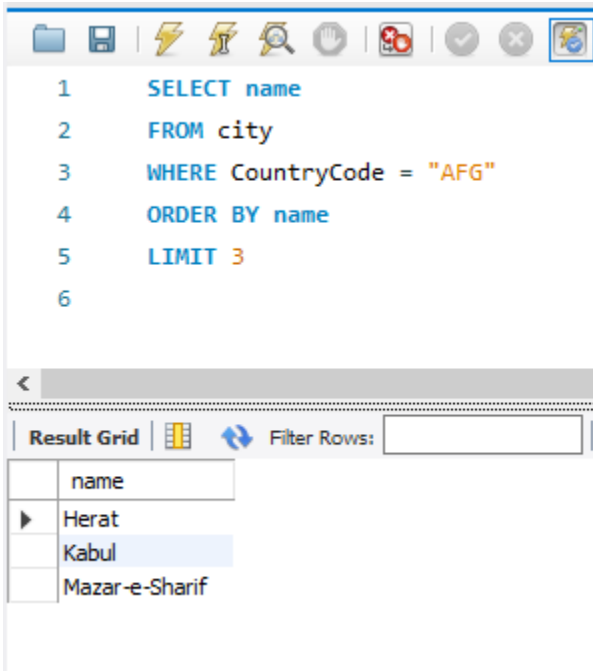 1 SELECT name
2 FROM city
3 WHERE CountryCode = "AFG"
4 ORDER BY name
5 LIMIT 3
6
Result Grid Filter Rows:
name
Herat
Kabul
Mazar-e-Sharif